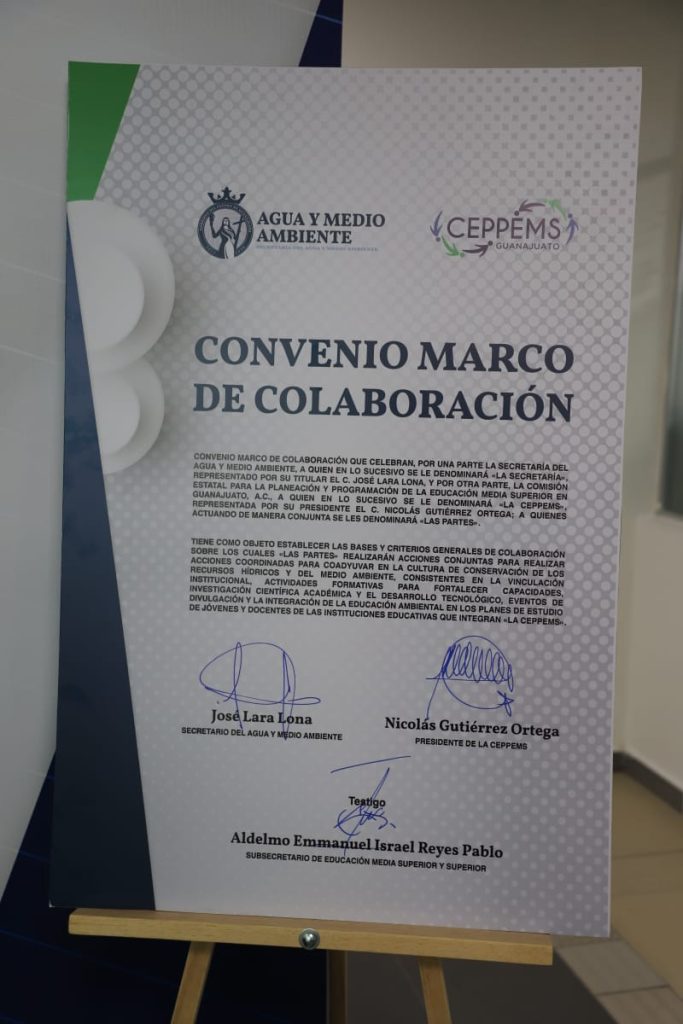 AGUA Y MEDIO
AMBIENTE
CEPPEMS
GUANAJUATO
CONVENIO MARCO
DE COLABORACIÓN
CONVENIO MARCO DE COLABORACIÓN QUE CELEBRAN, POR UNA PARTE LA SECRETARÍA DEL
AGUA Y MEDIO AMBIENTE, A QUIEN EN LO SUCESIVO SE LE DENOMINARÁ «LA SECRETARÍA»,
REPRESENTADO POR SU TITULAR EL C. JOSÉ LARA LONA, Y POR OTRA PARTE, LA COMISIÓN
ESTATAL PARA LA PLANEACIÓN Y PROGRAMACIÓN DE LA EDUCACIÓN MEDIA SUPERIOR EN
GUANAJUATO, A.C., A QUIEN EN LO SUCESIVO SE LE DENOMINARÁ «LA CEPPEMS»,
REPRESENTADA POR SU PRESIDENTE EL C. NICOLÁS GUTIÉRREZ ORTEGA; A QUIENES
ACTUANDO DE MANERA CONJUNTA SE LES DENOMINARÁ «LAS PARTES».
TIENE COMO OBJETO ESTABLECER LAS BASES Y CRITERIOS GENERALES DE COLABORACIÓN
SOBRE LOS CUALES «LAS PARTES» REALIZARÁN ACCIONES CONJUNTAS PARA REALIZAR
ACCIONES COORDINADAS PARA COADYUVAR EN LA CULTURA DE CONSERVACIÓN DE LOS
RECURSOS HÍDRICOS Y DEL MEDIO AMBIENTE, CONSISTENTES EN LA VINCULACIÓN
INSTITUCIONAL, ACTIVIDADES FORMATIVAS PARA FORTALECER CAPACIDADES,
INVESTIGACIÓN CIENTÍFICA ACADÉMICA Y EL DESARROLLO TECNOLÓGICO, EVENTOS DE
DIVULGACIÓN Y LA INTEGRACIÓN DE LA EDUCACIÓN AMBIENTAL EN LOS PLANES DE ESTUDIO
DE JÓVENES Y DOCENTES DE LAS INSTITUCIONES EDUCATIVAS QUE INTEGRAN «LA CEPPEMS».
José Lara Lona
SECRETARIO DEL AGUA Y MEDIO AMBIENTE
Nicolás Gutiérrez Ortega
PRESIDENTE DE LA CEPPEMS
Testigo
Aldelmo Emmanuel Israel Reyes Pablo
SUBSECRETARIO DE EDUCACIÓN MEDIA SUPERIOR Y SUPERIOR